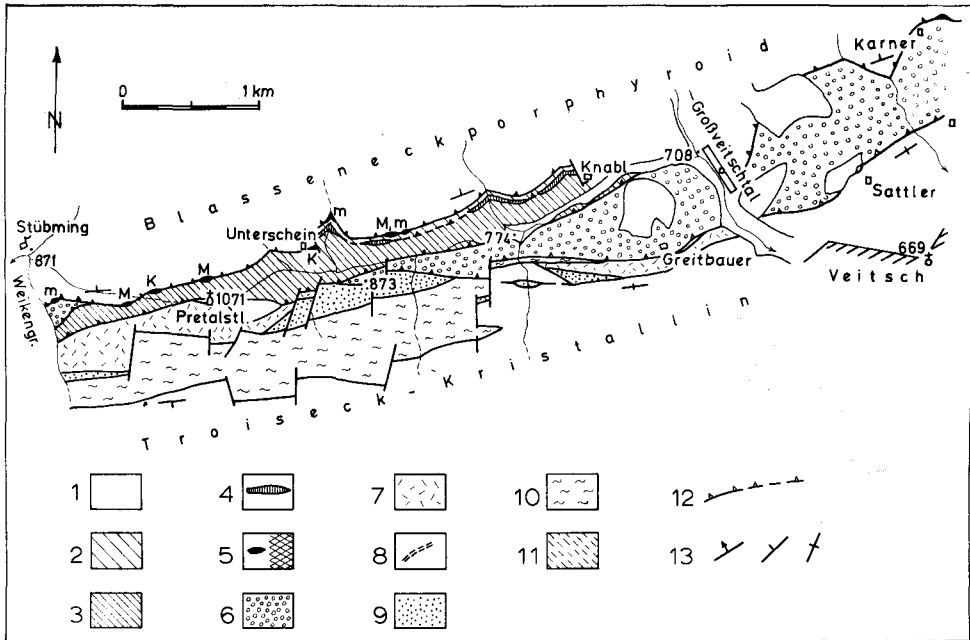 Karner
Blasseneckporphyroid
0 1 km
N
Großveitschtal
Knabl
708
Sattler
Stübming
871
m
M, m
Unterschein
K
774
669
Veitsch
Greitbauer
Weikengr.
m M K M
1071
Pretalstl.
873
Troiseck-Kristallin
1 4 7 10 12
2 5 8 11 13
3 6 9